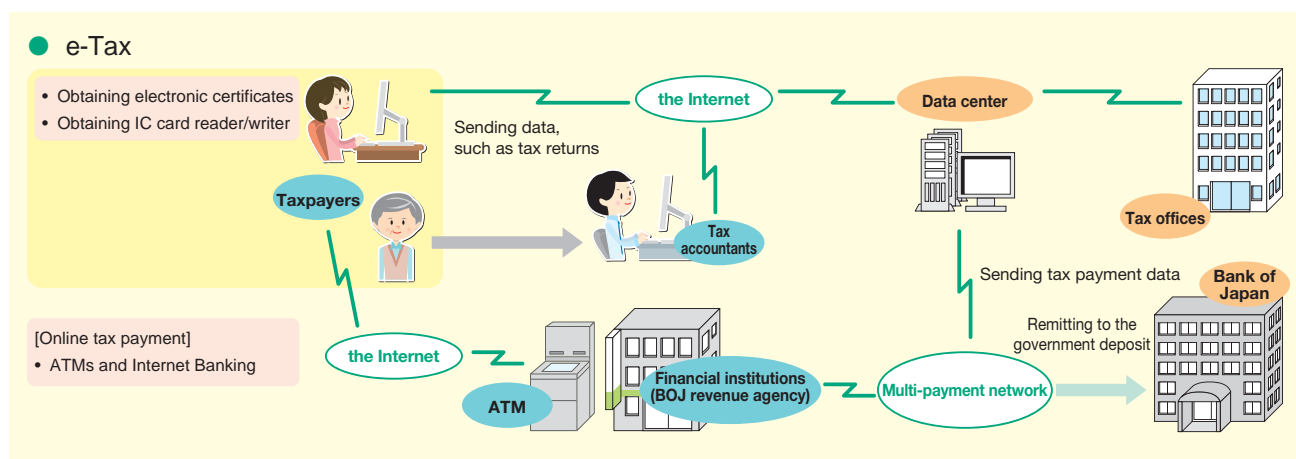 e-Tax
• Obtaining electronic certificates
• Obtaining IC card reader/writer
Sending data,
such as tax returns
the Internet
Data center
Taxpayers
Tax
accountants
Tax offices
Sending tax payment data
Bank of
Japan
[Online tax payment]
• ATMs and Internet Banking
the Internet
ATM
Financial institutions
(BOJ revenue agency)
Multi-payment network
Remitting to the
government deposit